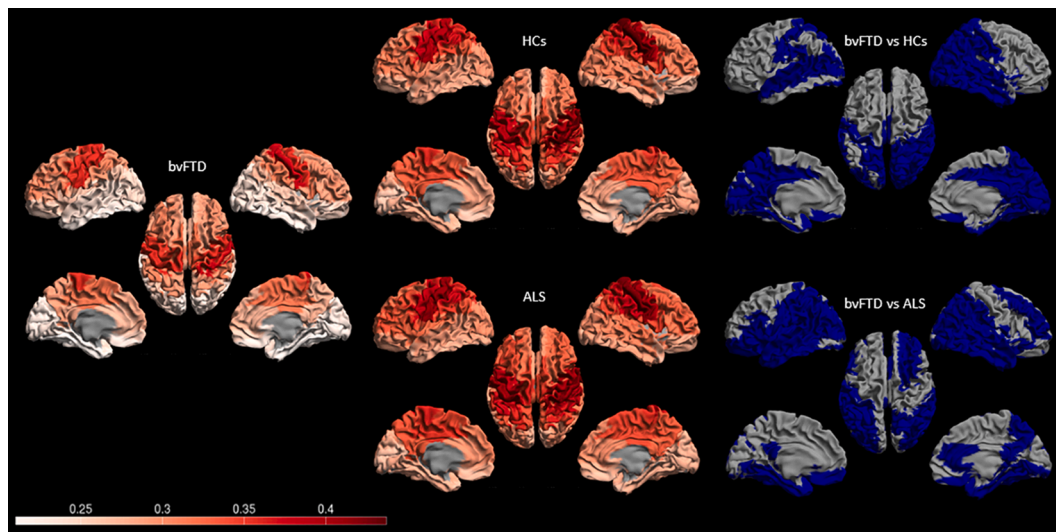 HCs
bvFTD vs HCs
bvFTD
ALS
bvFTD vs ALS
0.25 0.3 0.35 0.4